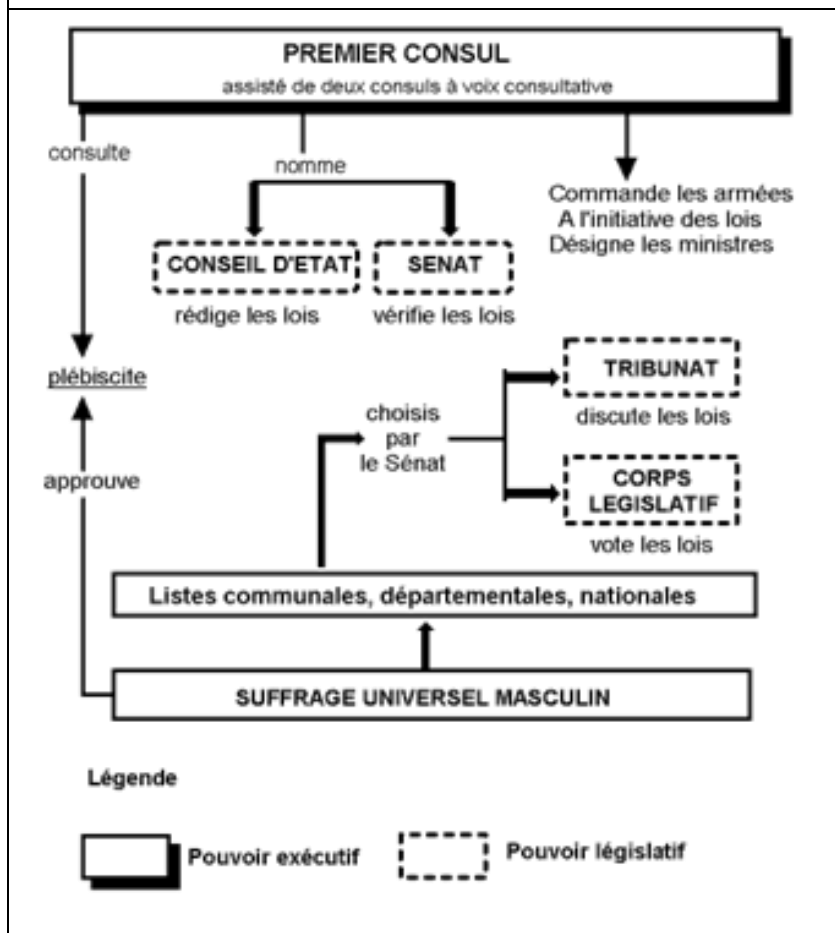 PREMIER CONSUL
assisté de deux consuls à voix consultative
consulte
nomme
Commande les armées
A l'initiative des lois
Désigne les ministres
CONSEIL D'ETAT
SENAT
rédige les lois
vérifie les lois
plébiscite
TRIBUNAT
discute les lois
choisis
par
le Sénat
approuve
CORPS
LEGISLATIF
vote les lois
Listes communales, départementales, nationales
SUFFRAGE UNIVERSEL MASCULIN
Légende
Pouvoir exécutif
Pouvoir législatif